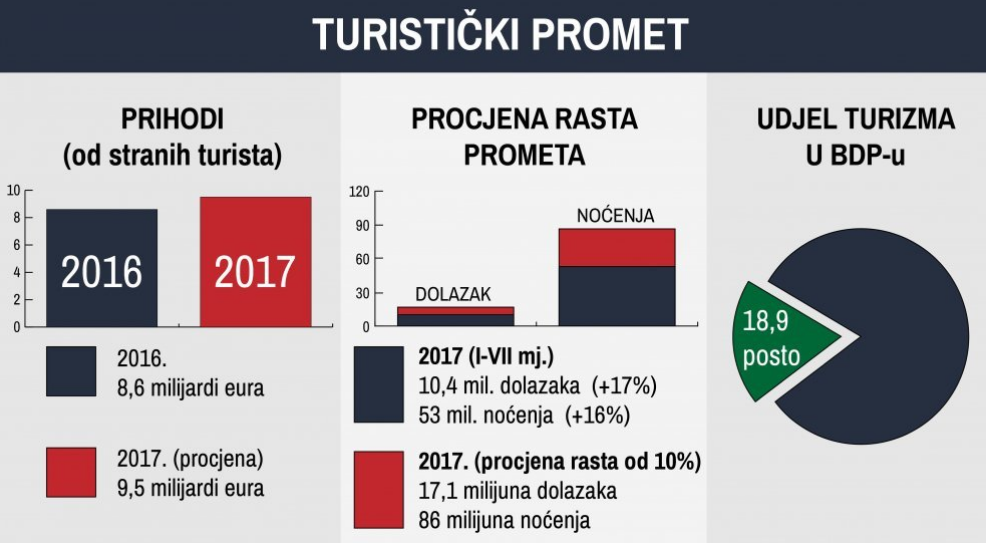 TURISTIČKI PROMET
PRIHODI
(od stranih turista)
10
8
6
4
2
0
2016
2017
2016.
8,6 milijardi eura
2017. (procjena)
9,5 milijardi eura
PROCJENA RASTA
PROMETA
120
90
60
30
0
DOLAZAK
NOĆENJA
2017 (I-VII mj.)
10,4 mil. dolazaka (+17%)
53 mil. noćenja (+16%)
2017. (procjena rasta od 10%)
17,1 milijuna dolazaka
86 milijuna noćenja
UDJEL TURIZMA
U BDP-u
18,9
posto